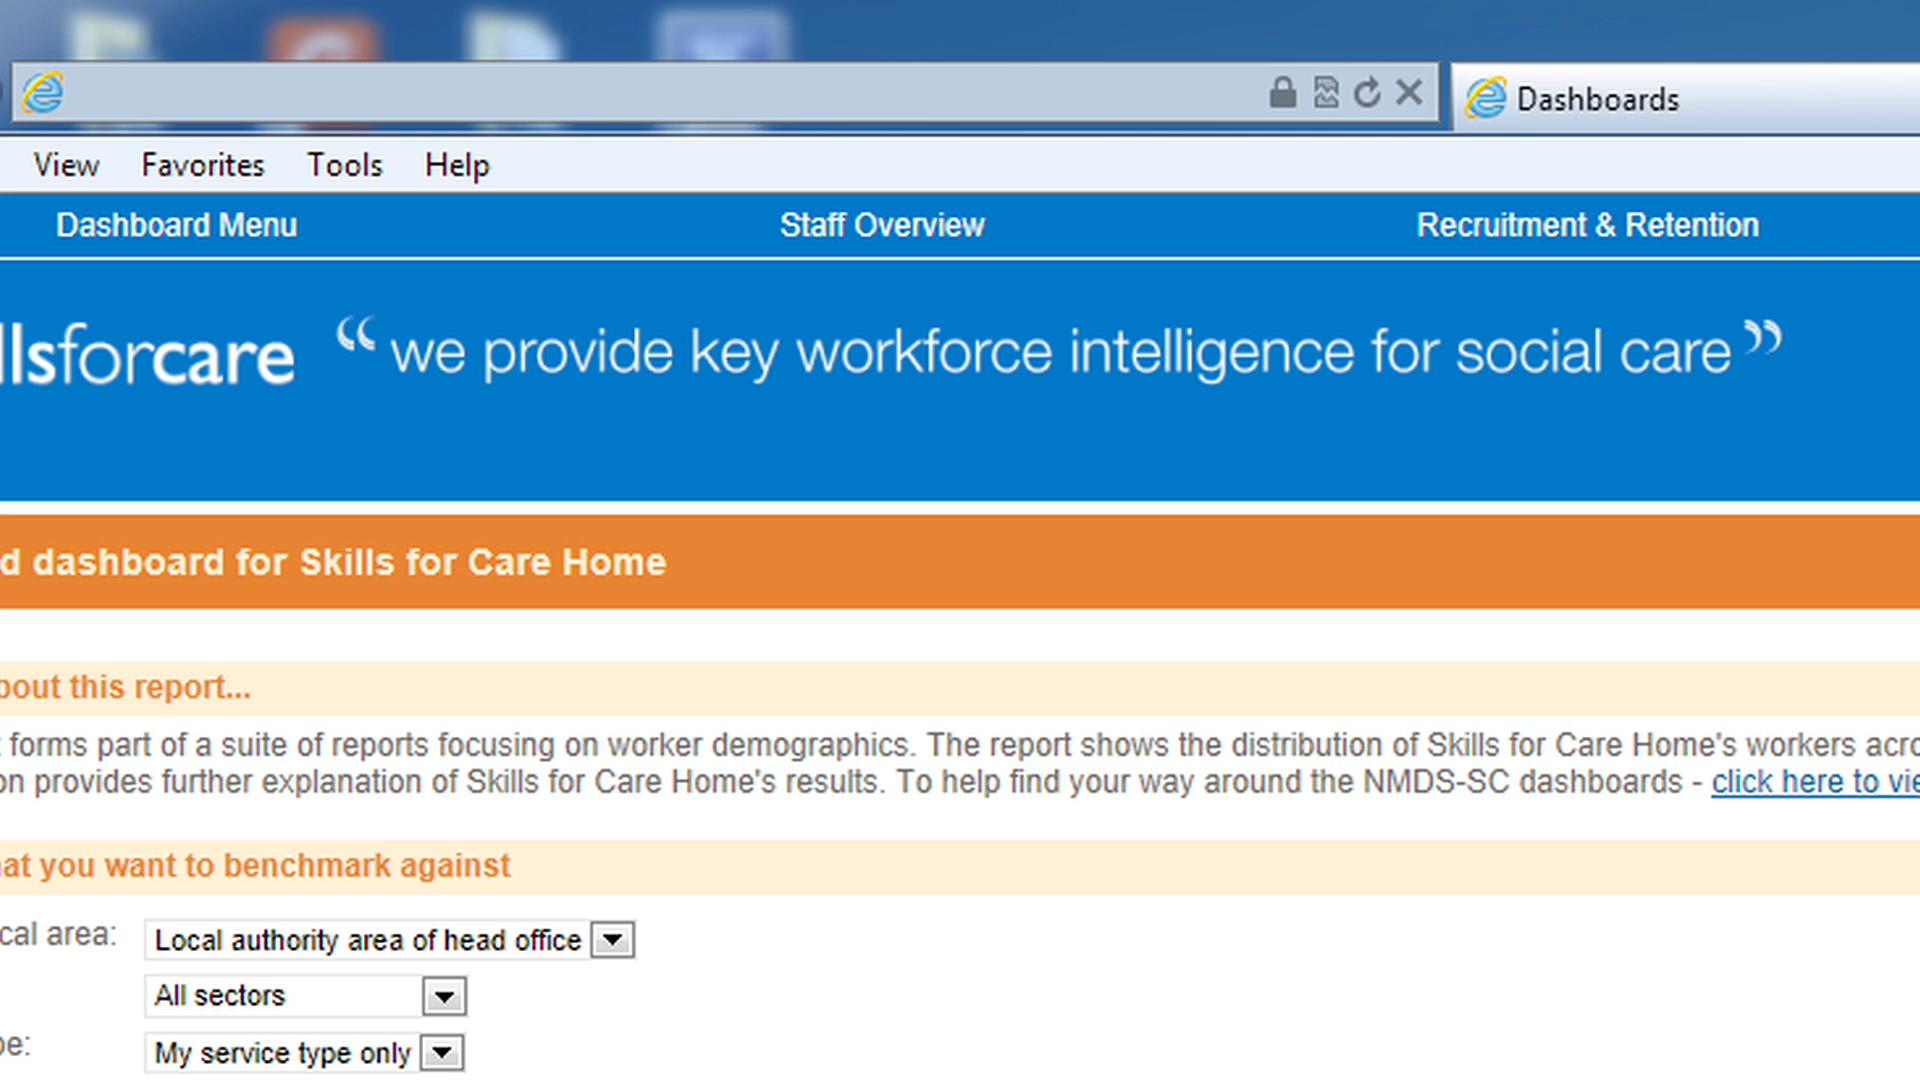 Dashboards
View Favorites Tools Help
Dashboard Menu Staff Overview Recruitment & Retention
llsforcare “ we provide key workforce intelligence for social care ”
d dashboard for Skills for Care Home
bout this report...
forms part of a suite of reports focusing on worker demographics. The report shows the distribution of Skills for Care Home's workers acro
on provides further explanation of Skills for Care Home's results. To help find your way around the NMDS-SC dashboards - click here to vie
hat you want to benchmark against
cal area: Local authority area of head office
All sectors
pe: My service type only